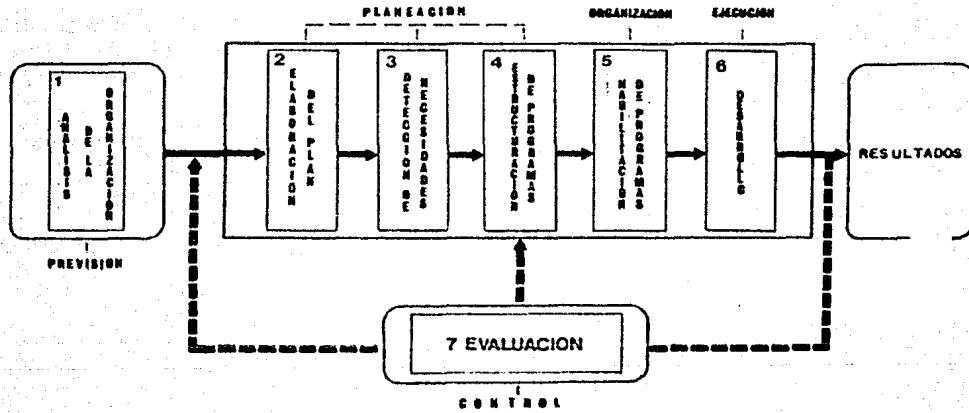 PLANEACION
ORGANIZACION
EJECUCION
1
ANALISIS
DE LA
ORGANIZACION
PREVISION
2
ELABORACION
DEL PLAN
3
DETECCION DE
NECESIDADES
4
ESTRUCTURACION
DE PROGRAMAS
5
HABILITACION
DE PROGRAMAS
6
DESARROLLO
RESULTADOS
7 EVALUACION
CONTROL